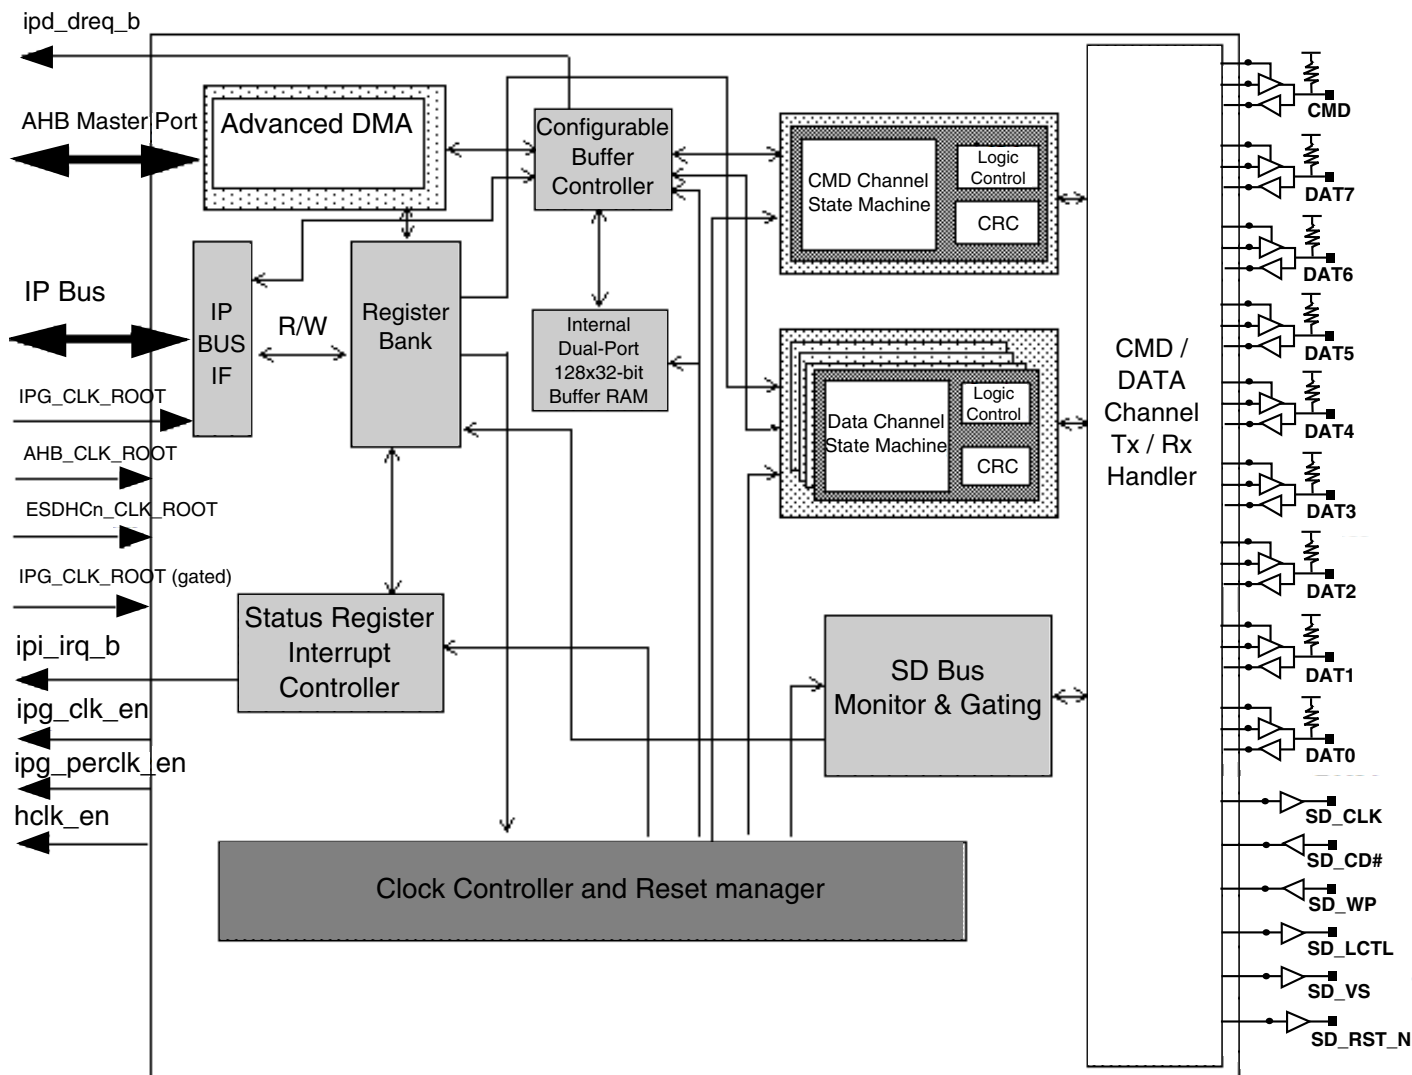 ipd_dreq_b
AHB Master Port
Advanced DMA
Configurable
Buffer
Controller
CMD Channel
State Machine
Logic
Control
CRC
IP Bus
IP
BUS
IF
R/W
Register
Bank
Internal
Dual-Port
128x32-bit
Buffer RAM
Data Channel
State Machine
Logic
Control
CRC
CMD /
DATA
Channel
Tx / Rx
Handler
IPG_CLK_ROOT
AHB_CLK_ROOT
ESDHCn_CLK_ROOT
IPG_CLK_ROOT (gated)
ipi_irq_b
ipg_clk_en
ipg_perclk_en
hclk_en
Status Register
Interrupt
Controller
SD Bus
Monitor & Gating
Clock Controller and Reset manager
CMD
DAT7
DAT6
DAT5
DAT4
DAT3
DAT2
DAT1
DAT0
SD_CLK
SD_CD#
SD_WP
SD_LCTL
SD_VS
SD_RST_N